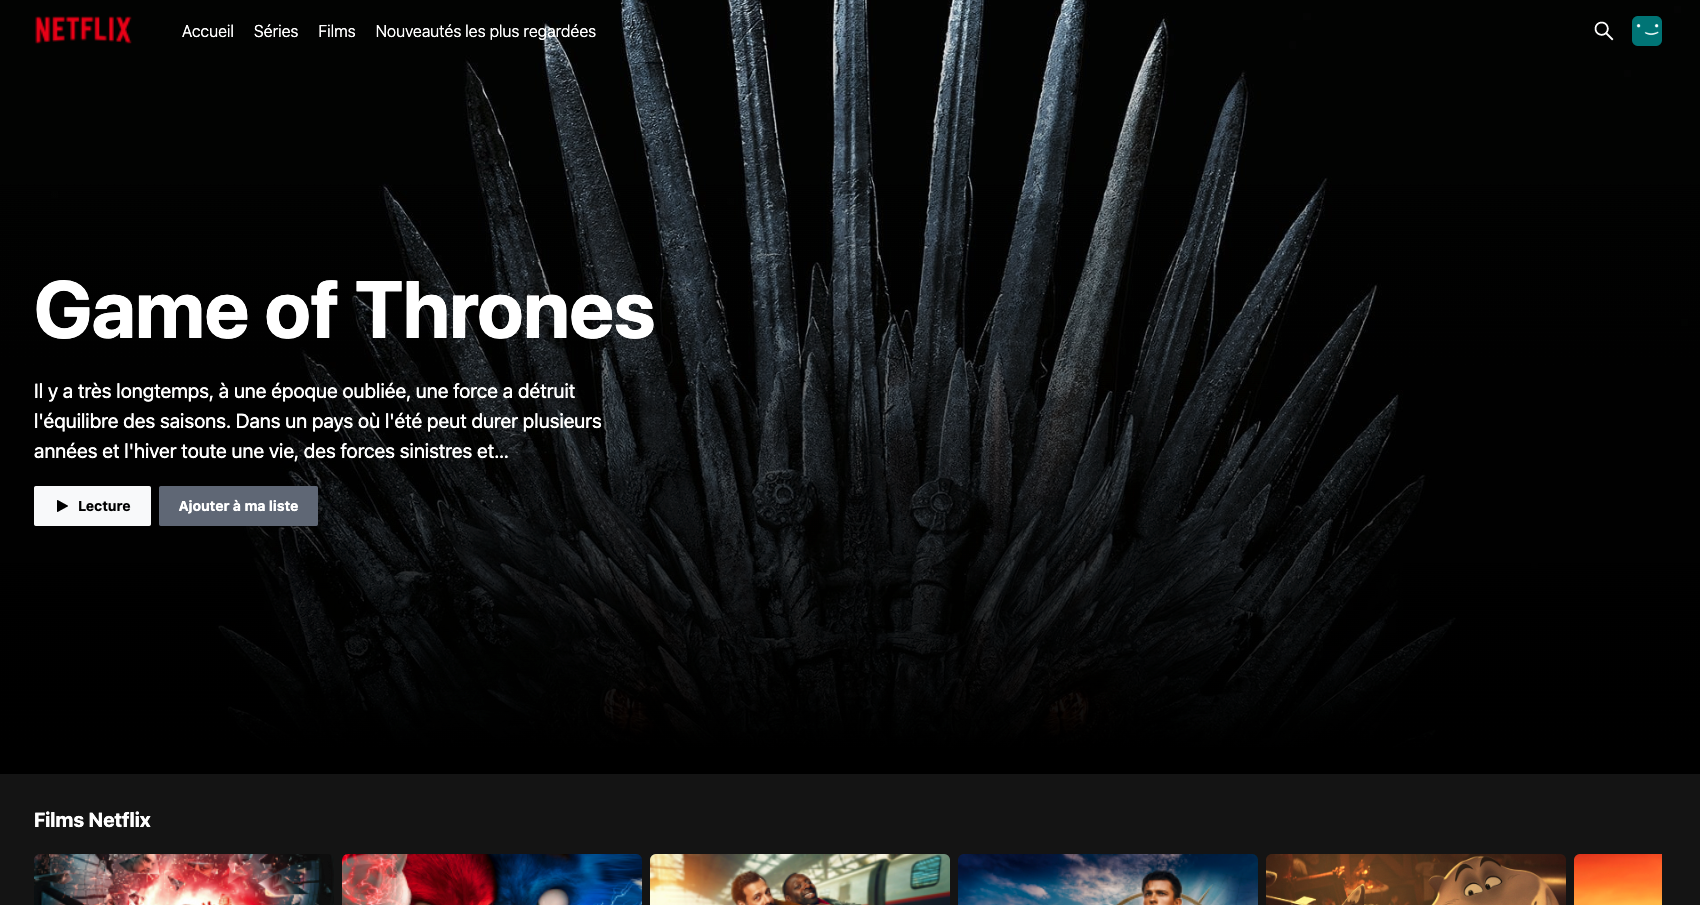 NETFLIX
Accueil
Séries
Films
Nouveautés les plus regardées
Game of Thrones
Il y a très longtemps, à une époque oubliée, une force a détruit
l'équilibre des saisons. Dans un pays où l'été peut durer plusieurs
années et l'hiver toute une vie, des forces sinistres et...
Lecture
Ajouter à ma liste
Films Netflix